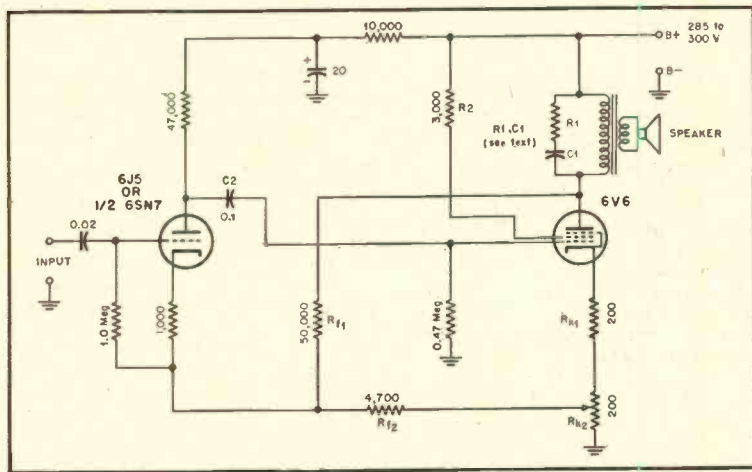 10,000
B+
285 to
300 V
20
B-
47,000
3,000
R2
R1,C1
(see text)
R1
C1
SPEAKER
6J5
OR
1/2 6SN7
C2
0.1
6V6
0.02
INPUT
1.0 Meg
1,000
50,000
Rf1
0.47 Meg
Rk1
200
4,700
Rf2
Rk2
200